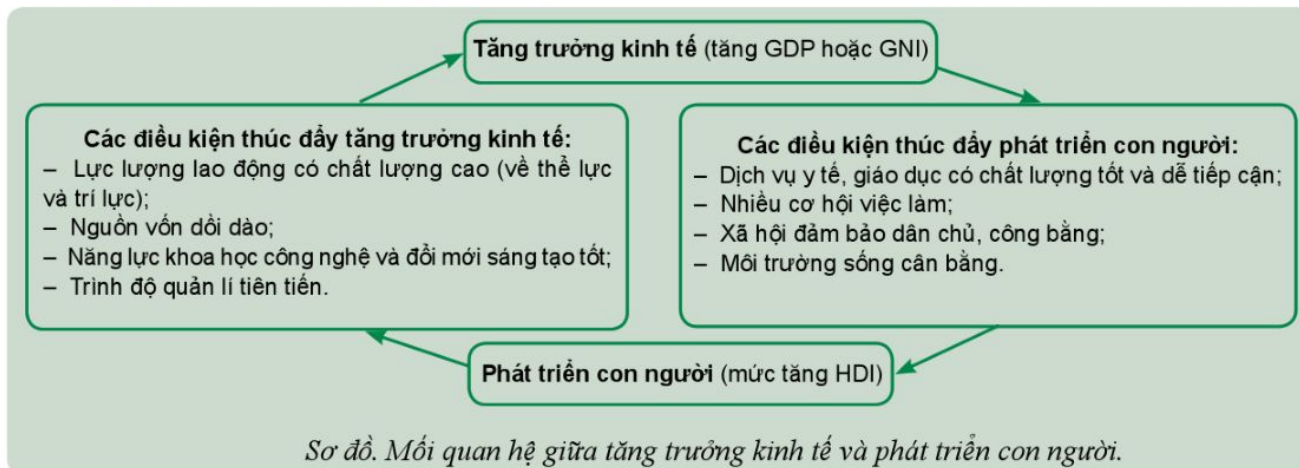 Tăng trưởng kinh tế (tăng GDP hoặc GNI)
Các điều kiện thúc đẩy tăng trưởng kinh tế:
– Lực lượng lao động có chất lượng cao (về thể lực
và trí lực);
– Nguồn vốn dồi dào;
– Năng lực khoa học công nghệ và đổi mới sáng tạo tốt;
– Trình độ quản lí tiên tiến.
Các điều kiện thúc đẩy phát triển con người:
– Dịch vụ y tế, giáo dục có chất lượng tốt và dễ tiếp cận;
– Nhiều cơ hội việc làm;
– Xã hội đảm bảo dân chủ, công bằng;
– Môi trường sống cân bằng.
Phát triển con người (mức tăng HDI)
Sơ đồ. Mối quan hệ giữa tăng trưởng kinh tế và phát triển con người.